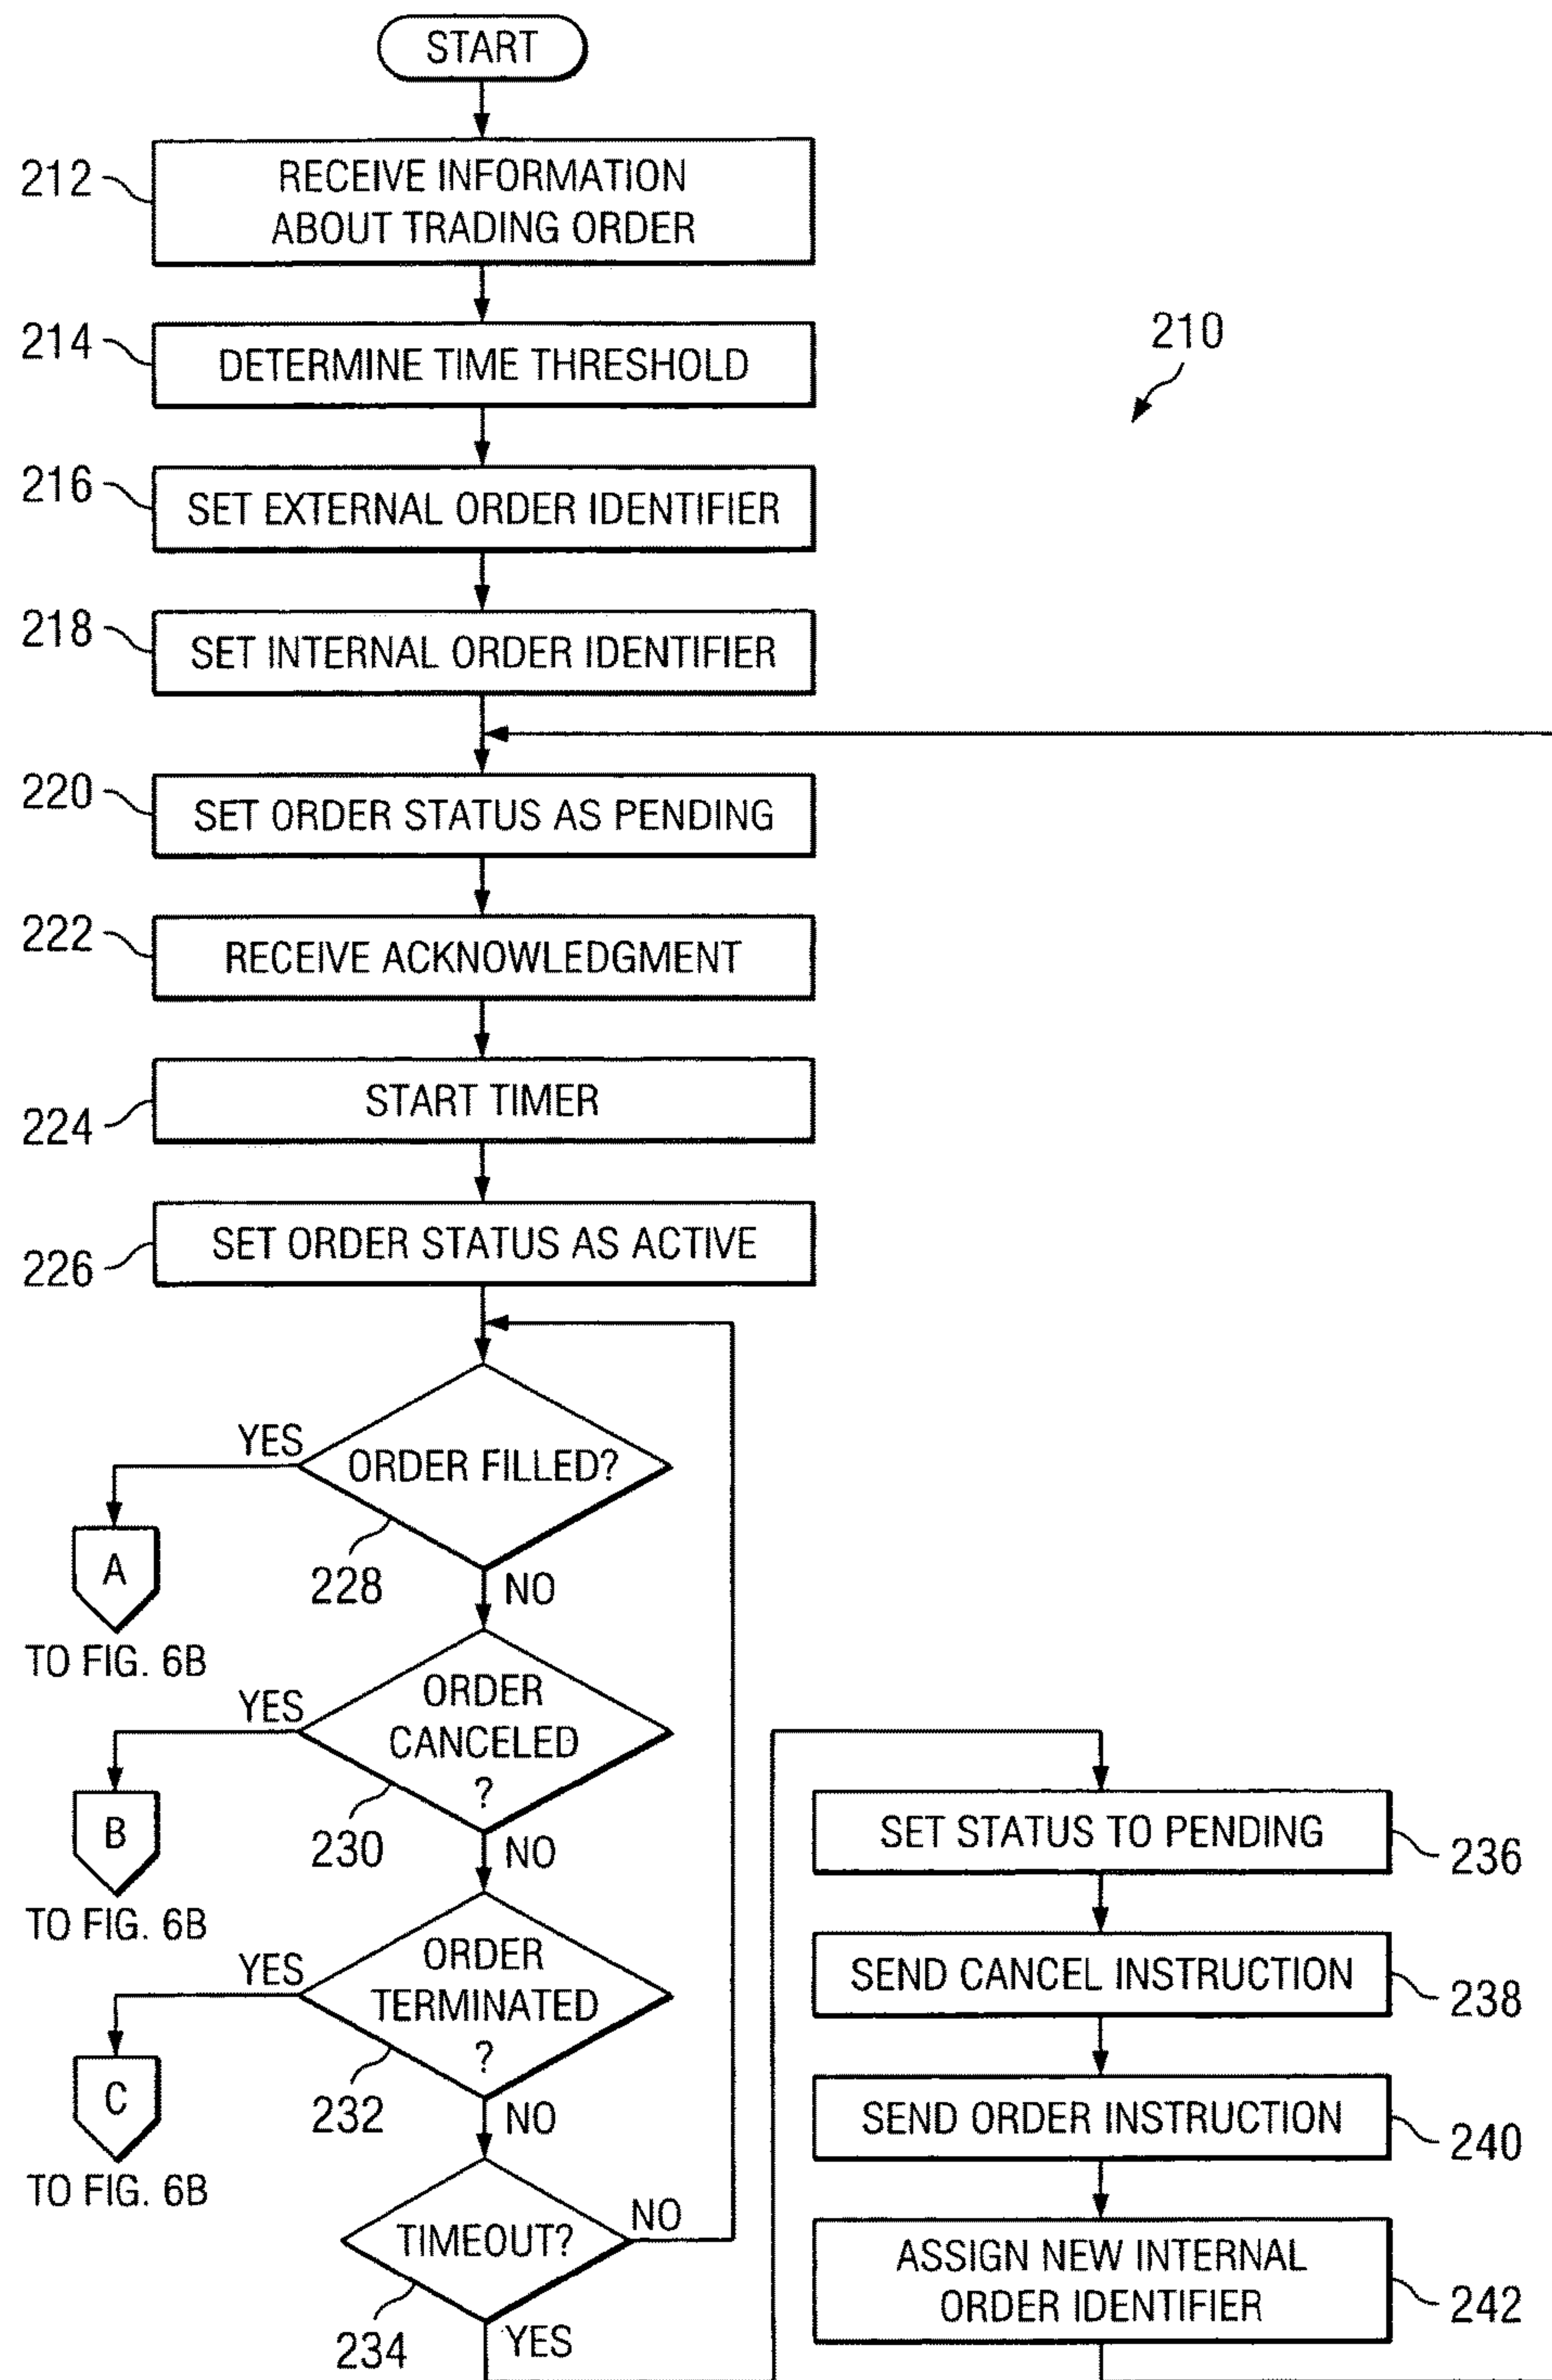 START
212
RECEIVE INFORMATION
ABOUT TRADING ORDER
214
DETERMINE TIME THRESHOLD
210
216
SET EXTERNAL ORDER IDENTIFIER
218
SET INTERNAL ORDER IDENTIFIER
220
SET ORDER STATUS AS PENDING
222
RECEIVE ACKNOWLEDGMENT
224
START TIMER
226
SET ORDER STATUS AS ACTIVE
YES
ORDER FILLED?
228
NO
A
TO FIG. 6B
YES
ORDER
CANCELED
?
230
NO
B
TO FIG. 6B
YES
ORDER
TERMINATED
?
232
NO
C
TO FIG. 6B
TIMEOUT?
NO
234
YES
SET STATUS TO PENDING
236
SEND CANCEL INSTRUCTION
238
SEND ORDER INSTRUCTION
240
ASSIGN NEW INTERNAL
ORDER IDENTIFIER
242